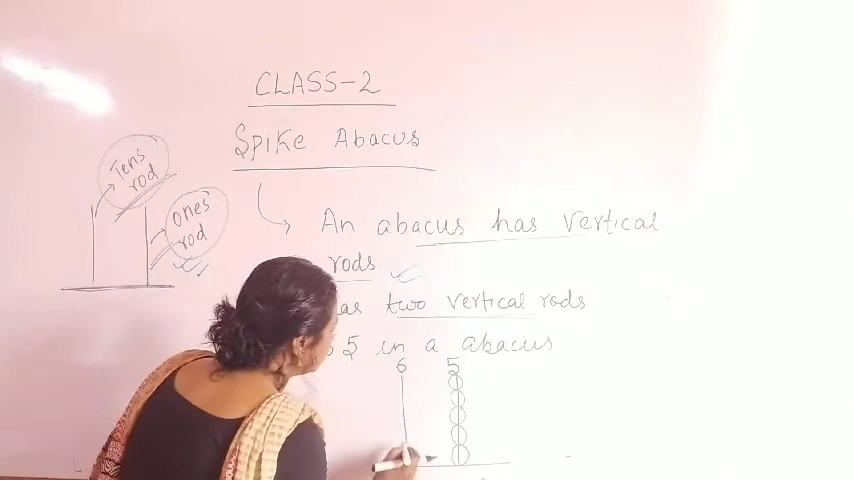 CLASS-2
Spike Abacus
Tens
rod
ones
rod
An abacus has vertical
rods.
two vertical rods
5 in a abacus
6 5